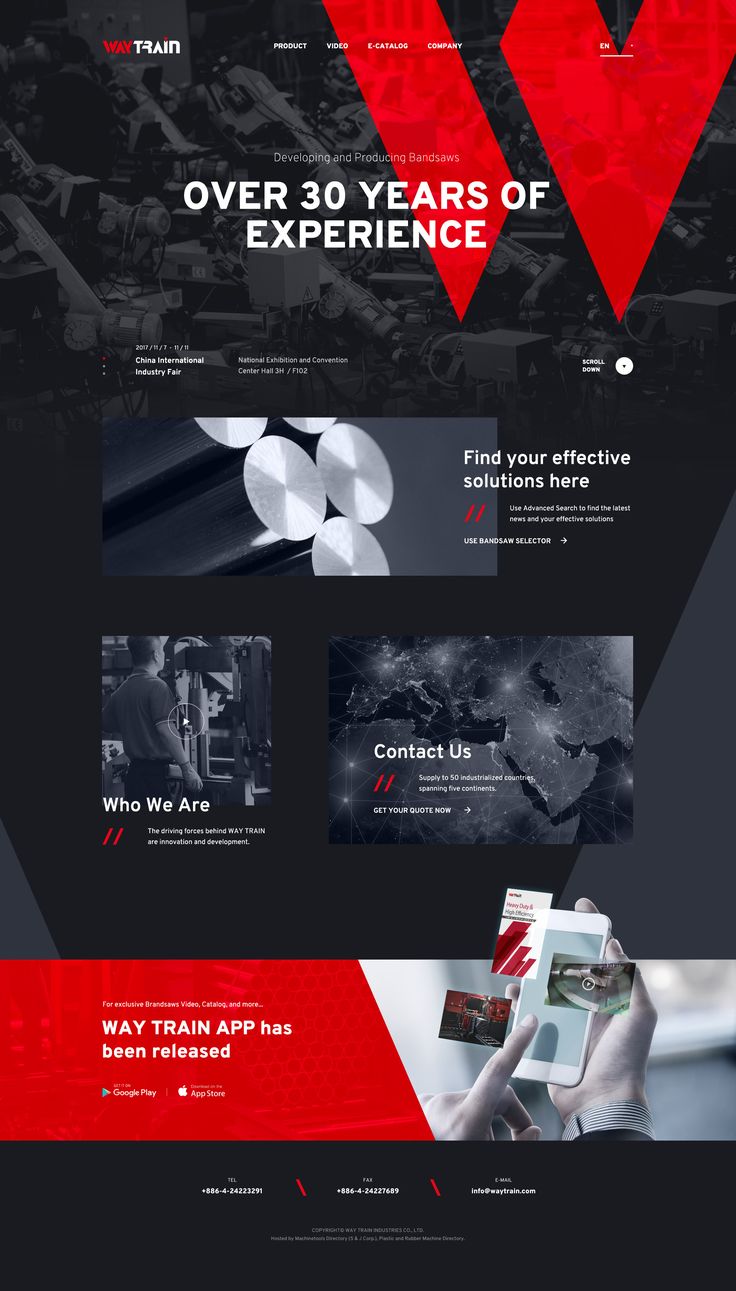 WAYTRAIN
PRODUCT VIDEO E-CATALOG COMPANY
EN
Developing and Producing Bandsaws
OVER 30 YEARS OF
EXPERIENCE
2017 / 11 / 7 - 11 / 11
China International
Industry Fair
National Exhibition and Convention
Center Hall 3H / F102
SCROLL
DOWN
Find your effective
solutions here
Use Advanced Search to find the latest
news and your effective solutions
USE BANDSAW SELECTOR
Contact Us
Supply to 50 industrialized countries,
spanning five continents.
GET YOUR QUOTE NOW
Who We Are
The driving forces behind WAY TRAIN
are innovation and development.
WAYTRAIN
Heavy Duty &
High Efficiency
For exclusive Brandsaws Video, Catalog, and more...
WAY TRAIN APP has
been released
GET IT ON
Google Play
Download on the
App Store
TEL
+886-4-24223291
FAX
+886-4-24227689
E-MAIL
info@waytrain.com
COPYRIGHT© WAY TRAIN INDUSTRIES CO., LTD.
Hosted by Machinetools Directory (S & J Corp.), Plastic and Rubber Machine Directory.